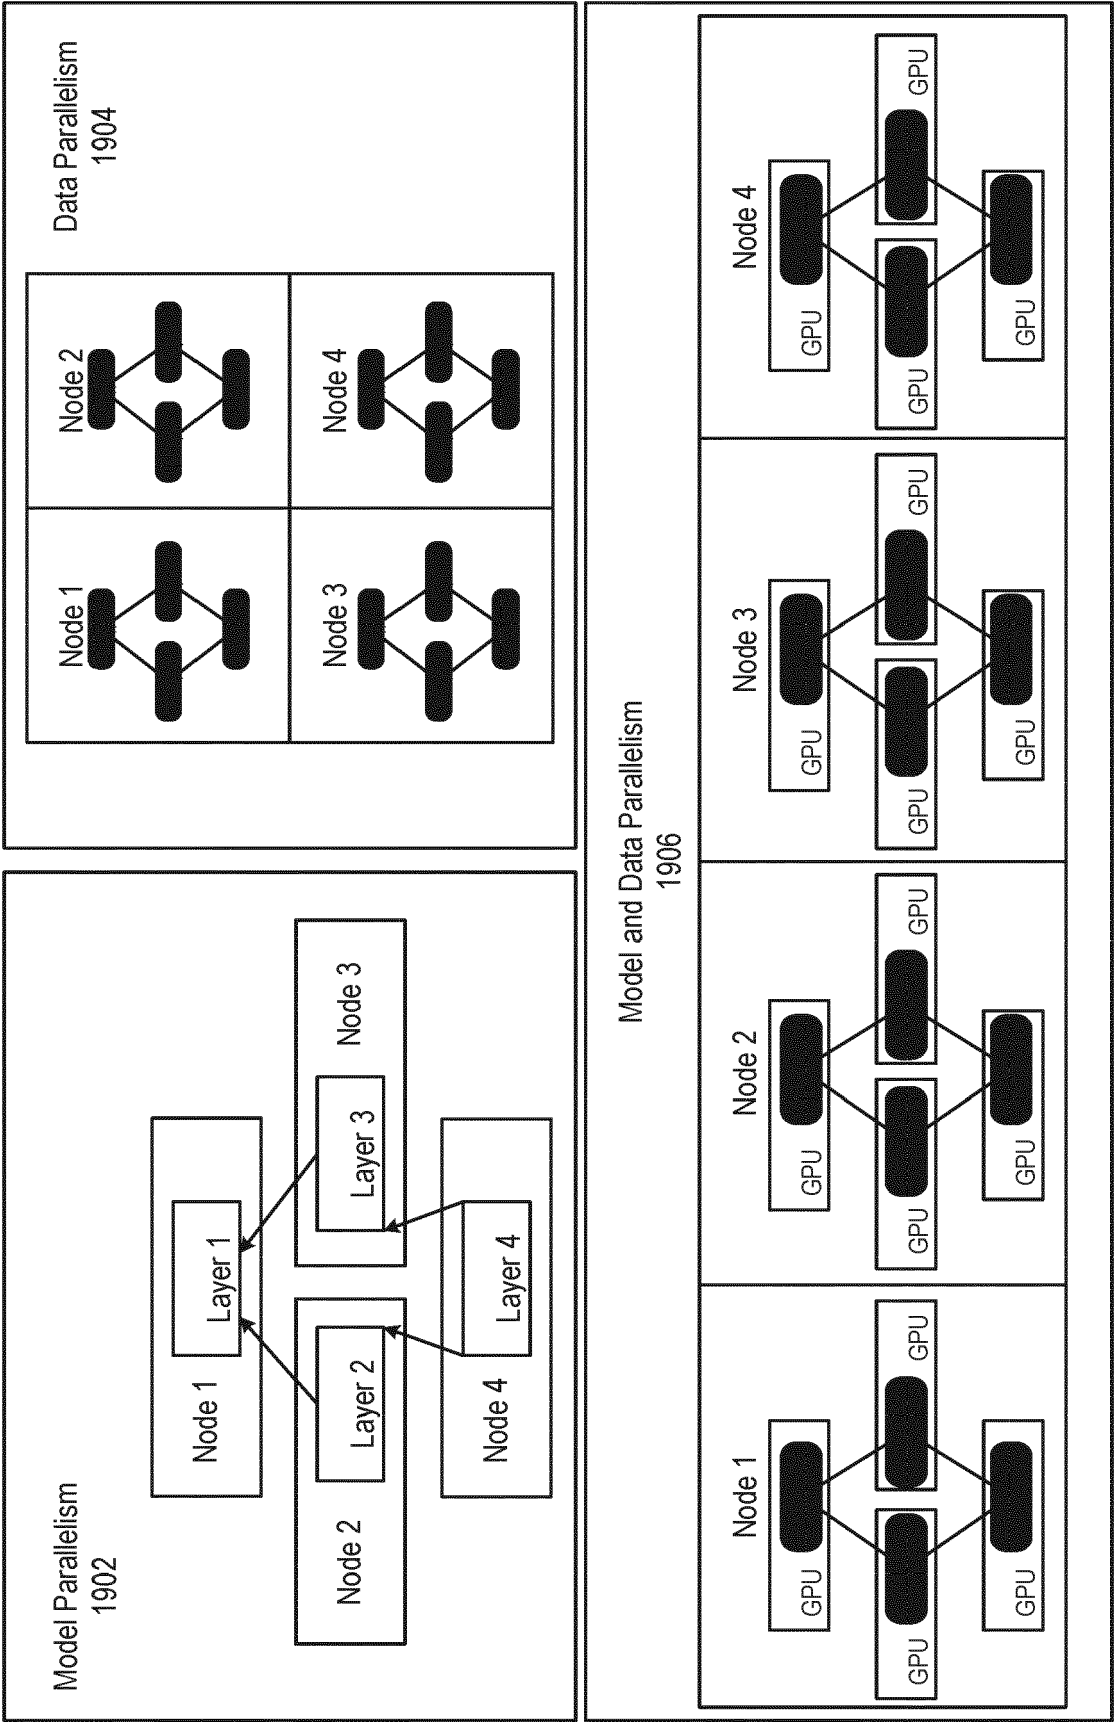 Model Parallelism
1902
Node 1
Layer 1
Node 2
Layer 2
Layer 3
Node 3
Node 4
Layer 4
Data Parallelism
1904
Node 1
Node 2
Node 3
Node 4
Model and Data Parallelism
1906
Node 1
GPU
GPU
GPU
GPU
Node 2
GPU
GPU
GPU
GPU
Node 3
GPU
GPU
GPU
GPU
Node 4
GPU
GPU
GPU
GPU